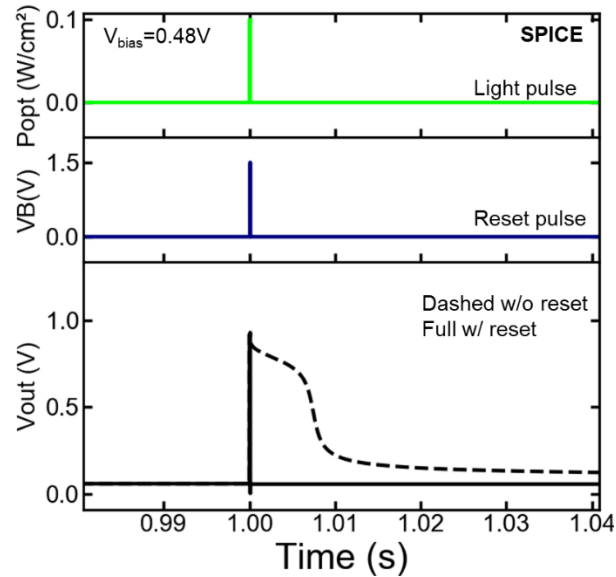 Popt (W/cm²)
0.1
0.0
V_bias=0.48V
SPICE
Light pulse
VB(V)
1.5
0.0
Reset pulse
Vout (V)
1.0
0.5
0.0
Dashed w/o reset
Full w/ reset
0.99 1.00 1.01 1.02 1.03 1.04
Time (s)